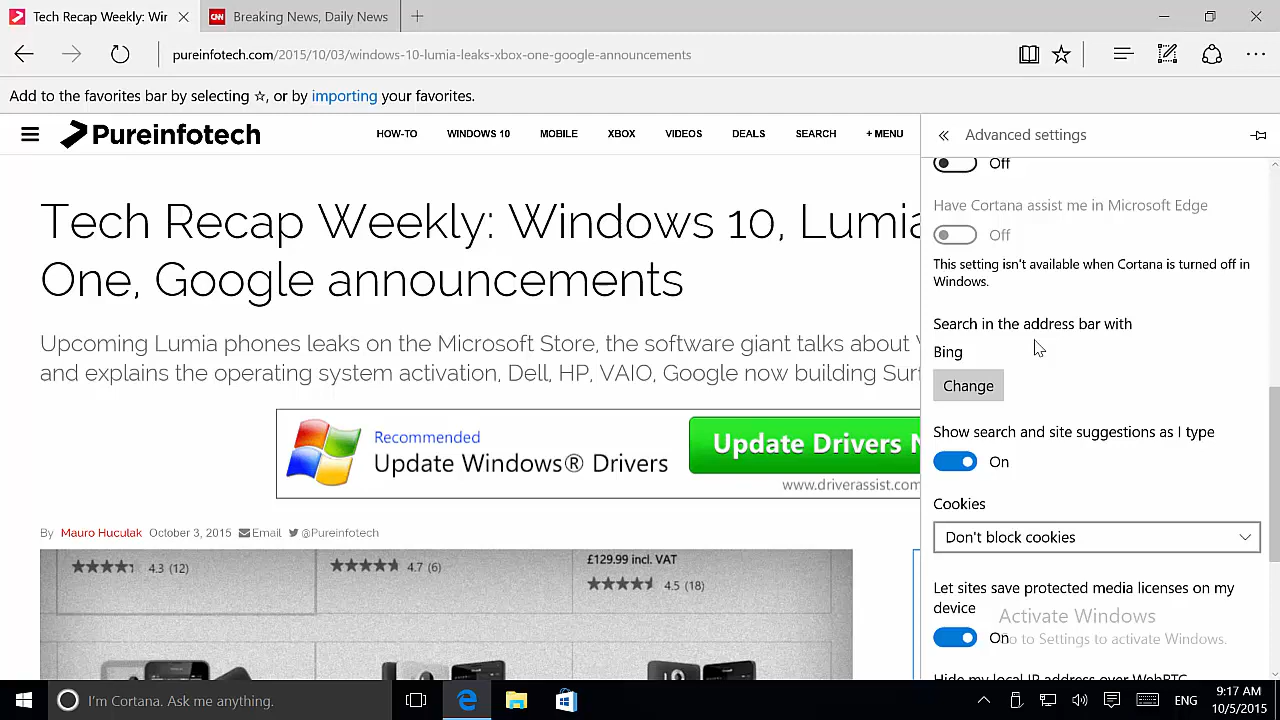 Tech Recap Weekly: Wir
CNN
Breaking News, Daily News
pureinfotech.com/2015/10/03/windows-10-lumia-leaks-xbox-one-google-announcements
Add to the favorites bar by selecting ☆, or by importing your favorites.
Pureinfotech
HOW-TO WINDOWS 10 MOBILE XBOX VIDEOS DEALS SEARCH + MENU
Tech Recap Weekly: Windows 10, Lumia
One, Google announcements
Upcoming Lumia phones leaks on the Microsoft Store, the software giant talks about
and explains the operating system activation, Dell, HP, VAIO, Google now building Sur
Recommended
Update Windows® Drivers
Update Drivers N
www.driverassist.com
By Mauro Huculak October 3, 2015 Email @Pureinfotech
4.3 (12)
4.7 (6)
£129.99 incl. VAT
4.5 (18)
Advanced settings
Off
Have Cortana assist me in Microsoft Edge
Off
This setting isn't available when Cortana is turned off in
Windows.
Search in the address bar with
Bing
Change
Show search and site suggestions as I type
On
Cookies
Don't block cookies
Let sites save protected media licenses on my
device
On
Activate Windows
Go to Settings to activate Windows.
Hide my local IP address over WebRTC
I'm Cortana. Ask me anything.
ENG
9:17 AM
10/5/2015